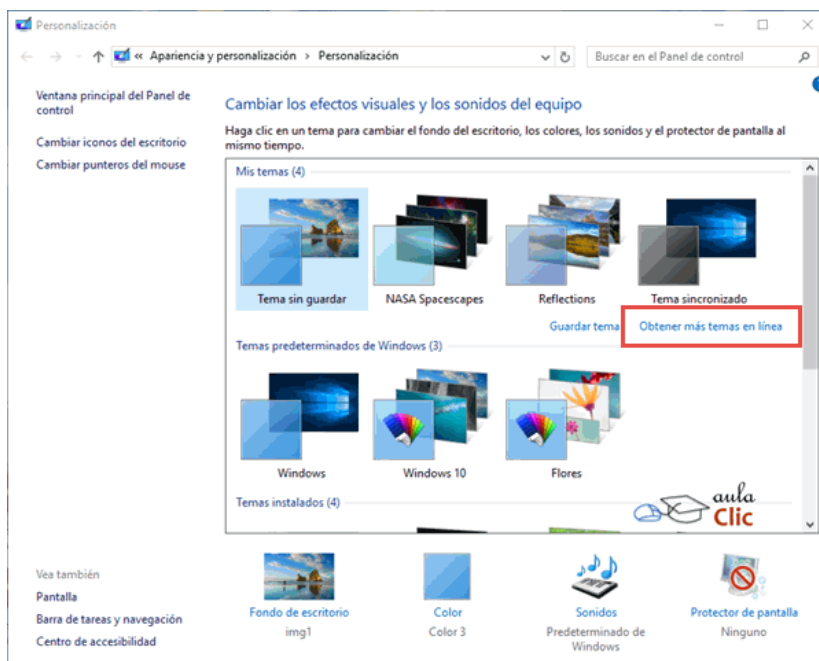 Personalización
« Apariencia y personalización › Personalización
Buscar en el Panel de control
Ventana principal del Panel de
control
Cambiar iconos del escritorio
Cambiar punteros del mouse
Cambiar los efectos visuales y los sonidos del equipo
Haga clic en un tema para cambiar el fondo del escritorio, los colores, los sonidos y el protector de pantalla al
mismo tiempo.
Mis temas (4)
Tema sin guardar
NASA Spacescapes
Reflections
Tema sincronizado
Guardar tema
Obtener más temas en línea
Temas predeterminados de Windows (3)
Windows
Windows 10
Flores
Temas instalados (4)
aula
Clic
Vea también
Pantalla
Barra de tareas y navegación
Centro de accesibilidad
Fondo de escritorio
img1
Color
Color 3
Sonidos
Predeterminado de
Windows
Protector de pantalla
Ninguno